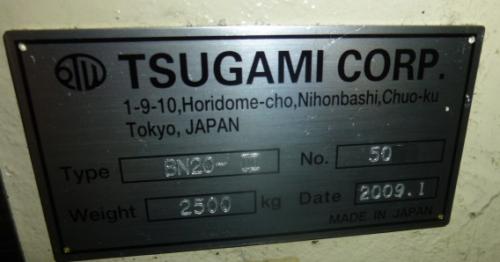 TSUGAMI CORP.
1-9-10,Horidome-cho,Nihonbashi,Chuo-ku
Tokyo, JAPAN
Type BN20-II No. 50
Weight 2500 kg Date 2009.1
MADE IN JAPAN